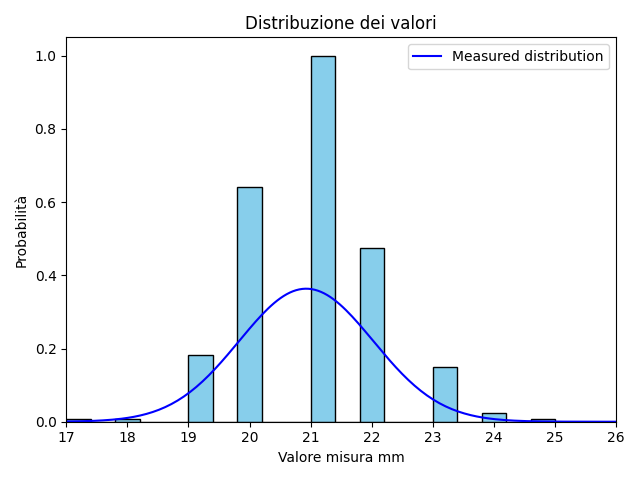 Distribuzione dei valori
Measured distribution
Probabilità
1.0
0.8
0.6
0.4
0.2
0.0
17 18 19 20 21 22 23 24 25 26
Valore misura mm